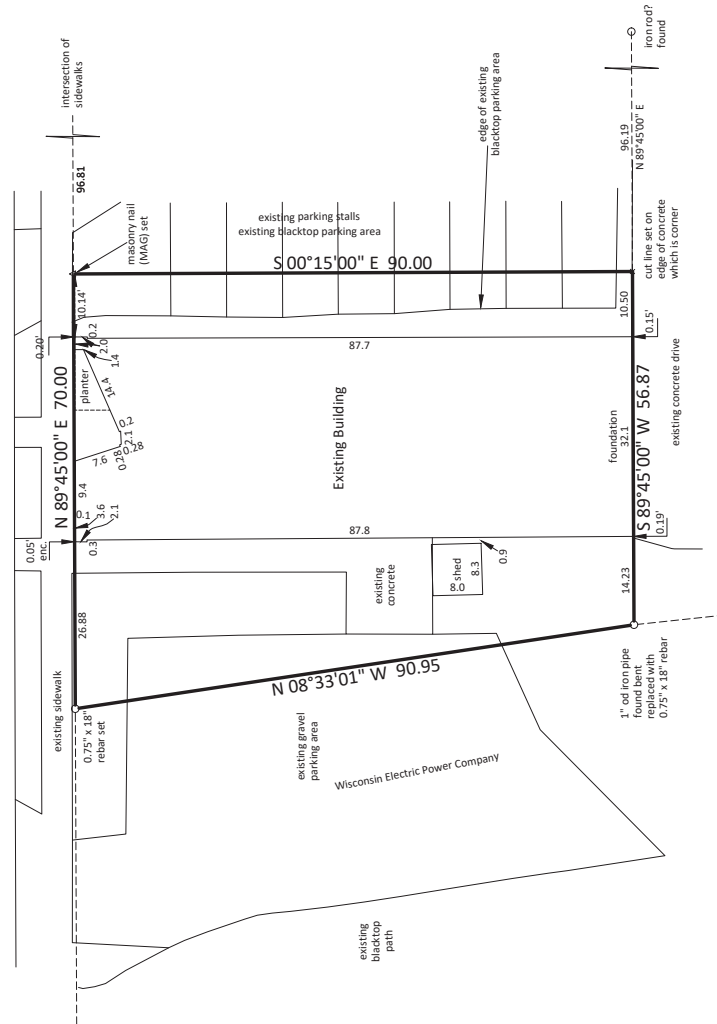 intersection of
sidewalks
iron rod?
found
96.81
edge of existing
blacktop parking area
96.19
N 89°45'00" E
masonry nail
(MAG) set
existing parking stalls
existing blacktop parking area
cut line set on
edge of concrete
which is corner
S 00°15'00" E 90.00
10.14'
10.50
0.20'
0.2
2.0
1.4
87.7
0.15'
N 89°45'00" E 70.00
planter
14.4
0.2
2.1
0.28
0.28
7.6
9.4
Existing Building
foundation
32.1
S 89°45'00" W 56.87
existing concrete drive
0.1
3.6
2.1
0.05'
enc.
0.3
87.8
0.19'
0.9
shed
8.3
8.0
existing
concrete
14.23
26.88
N 08°33'01" W 90.95
existing sidewalk
0.75" x 18"
rebar set
1" od iron pipe
found bent
replaced with
0.75" x 18" rebar
existing gravel
parking area
Wisconsin Electric Power Company
existing
blacktop
path